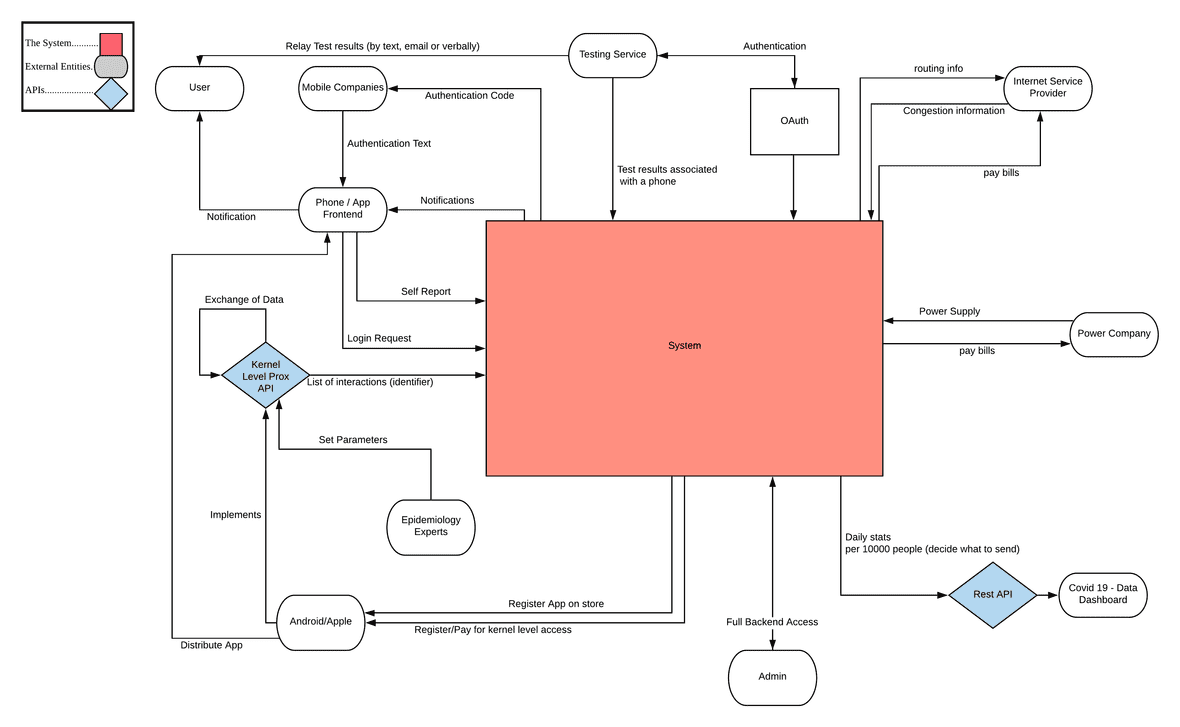 The System..........
External Entities.
APIs.....................
Relay Test results (by text, email or verbally)
Testing Service
Authentication
User
Mobile Companies
Authentication Code
OAuth
routing info
Internet Service
Provider
Congestion information
Authentication Text
Test results associated
with a phone
pay bills
Phone / App
Frontend
Notifications
Notification
Exchange of Data
Self Report
Login Request
System
Power Supply
Power Company
pay bills
Kernel
Level Prox
API
List of interactions (identifier)
Set Parameters
Implements
Epidemiology
Experts
Daily stats
per 10000 people (decide what to send)
Rest API
Covid 19 - Data
Dashboard
Android/Apple
Register App on store
Register/Pay for kernel level access
Full Backend Access
Distribute App
Admin